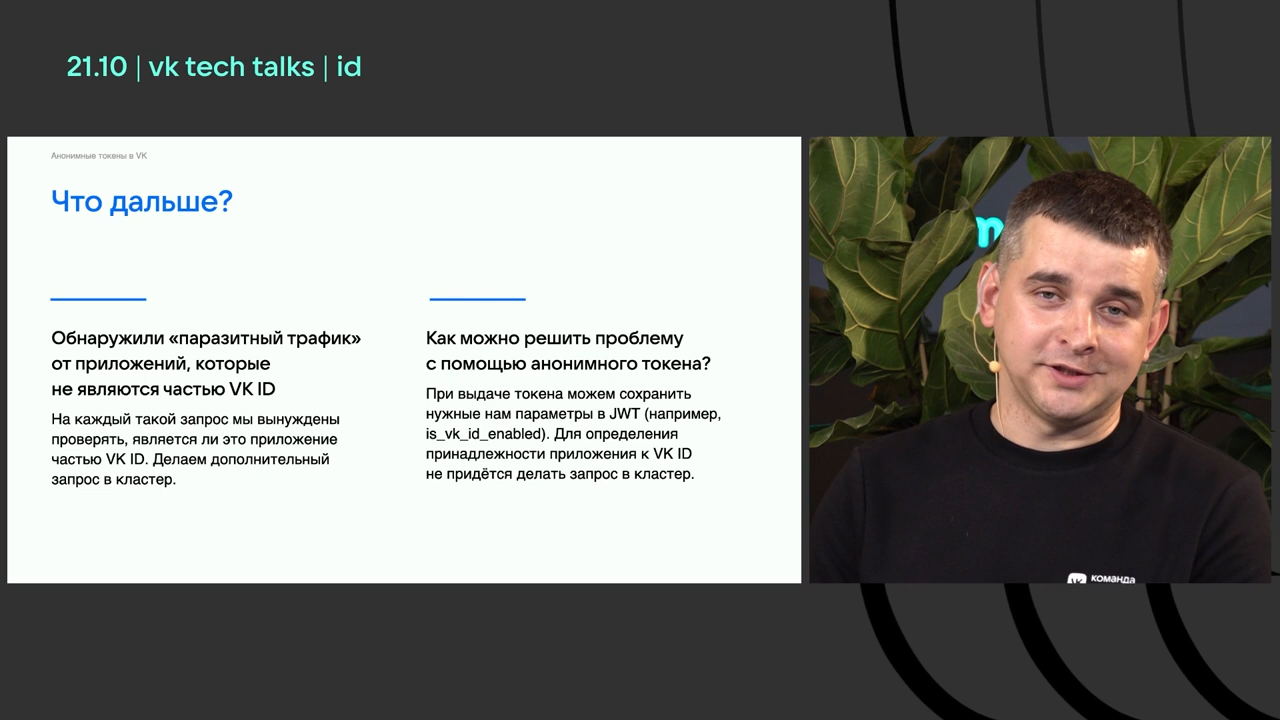 21.10 | vk tech talks | id
Анонимные токены в VK
Что дальше?
Обнаружили «паразитный трафик»
от приложений, которые
не являются частью VK ID
На каждый такой запрос мы вынуждены
проверять, является ли это приложение
частью VK ID. Делаем дополнительный
запрос в кластер.
Как можно решить проблему
с помощью анонимного токена?
При выдаче токена можем сохранить
нужные нам параметры в JWT (например,
is_vk_id_enabled). Для определения
принадлежности приложения к VK ID
не придётся делать запрос в кластер.
команда